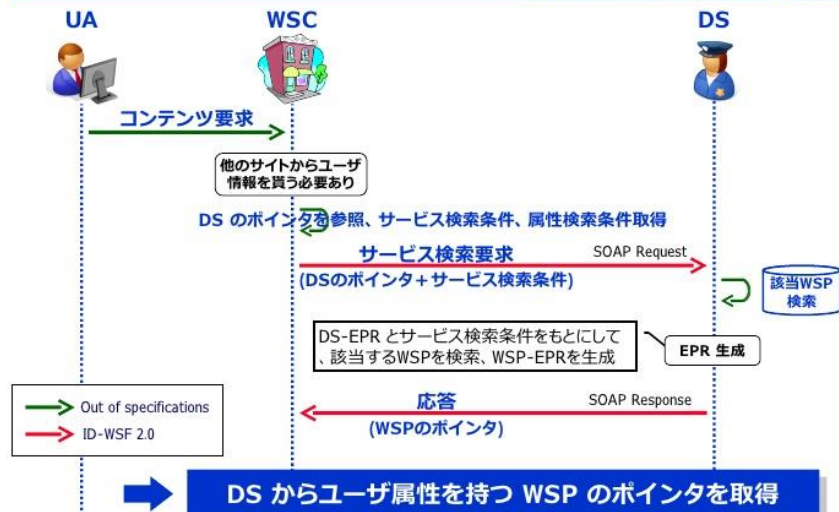 UA
WSC
DS
コンテンツ要求
他のサイトからユーザ
情報を貰う必要あり
DS のポインタを参照、サービス検索条件、属性検索条件取得
サービス検索要求
SOAP Request
(DSのポインタ＋サービス検索条件)
該当WSP
検索
DS-EPR とサービス検索条件をもとにして
、該当するWSPを検索、WSP-EPRを生成
EPR 生成
応答
SOAP Response
(WSPのポインタ)
Out of specifications
ID-WSF 2.0
DS からユーザ属性を持つ WSP のポインタを取得